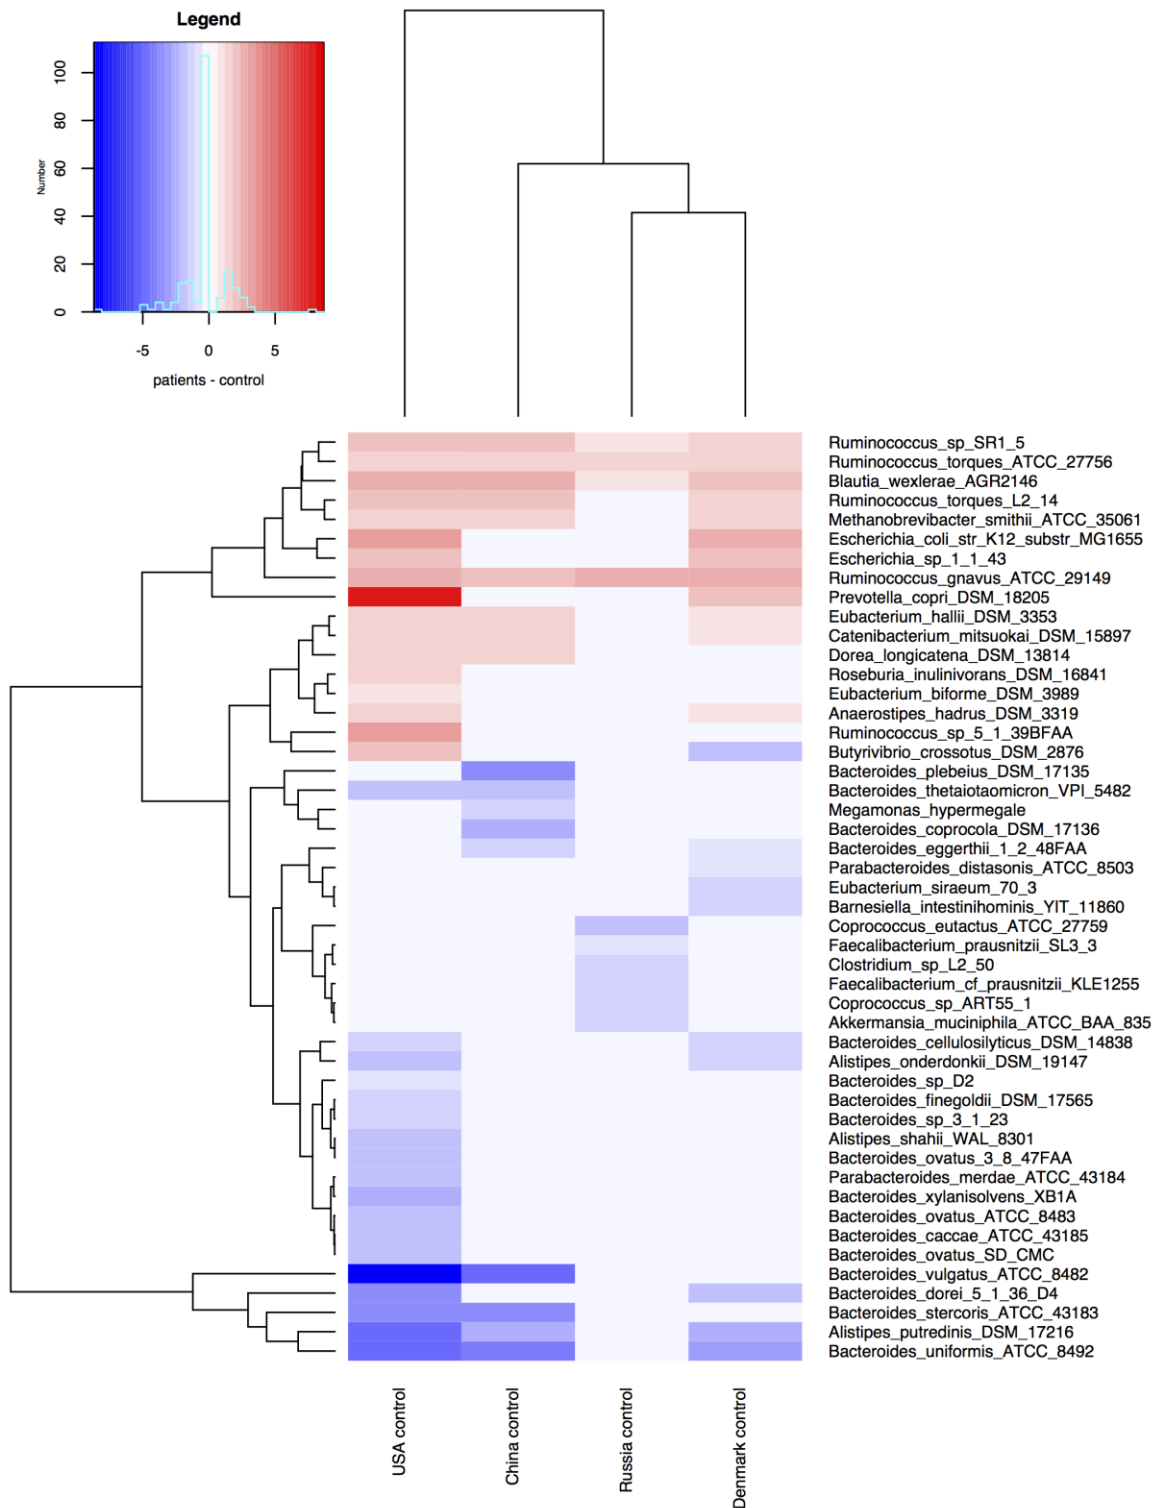 Legend
Number
0
20
40
60
80
100
-5
0
5
patients - control
Ruminococcus_sp_SR1_5
Ruminococcus_torques_ATCC_27756
Blautia_wexlerae_AGR2146
Ruminococcus_torques_L2_14
Methanobrevibacter_smithii_ATCC_35061
Escherichia_coli_str_K12_substr_MG1655
Escherichia_sp_1_1_43
Ruminococcus_gnavus_ATCC_29149
Prevotella_copri_DSM_18205
Eubacterium_hallii_DSM_3353
Catenibacterium_mitsuokai_DSM_15897
Dorea_longicatena_DSM_13814
Roseburia_inulinivorans_DSM_16841
Eubacterium_biforme_DSM_3989
Anaerostipes_hadrus_DSM_3319
Ruminococcus_sp_5_1_39BFAA
Butyrivibrio_crossotus_DSM_2876
Bacteroides_plebeius_DSM_17135
Bacteroides_thetaiotaomicron_VPI_5482
Megamonas_hypermegale
Bacteroides_coprocola_DSM_17136
Bacteroides_eggerthii_1_2_48FAA
Parabacteroides_distasonis_ATCC_8503
Eubacterium_siraeum_70_3
Barnesiella_intestinihominis_YIT_11860
Coprococcus_eutactus_ATCC_27759
Faecalibacterium_prausnitzii_SL3_3
Clostridium_sp_L2_50
Faecalibacterium_cf_prausnitzii_KLE1255
Coprococcus_sp_ART55_1
Akkermansia_muciniphila_ATCC_BAA_835
Bacteroides_cellulosilyticus_DSM_14838
Alistipes_onderdonkii_DSM_19147
Bacteroides_sp_D2
Bacteroides_finegoldii_DSM_17565
Bacteroides_sp_3_1_23
Alistipes_shahii_WAL_8301
Bacteroides_ovatus_3_8_47FAA
Parabacteroides_merdae_ATCC_43184
Bacteroides_xylanisolvens_XB1A
Bacteroides_ovatus_ATCC_8483
Bacteroides_caccae_ATCC_43185
Bacteroides_ovatus_SD_CMC
Bacteroides_vulgatus_ATCC_8482
Bacteroides_dorei_5_1_36_D4
Bacteroides_stercoris_ATCC_43183
Alistipes_putredinis_DSM_17216
Bacteroides_uniformis_ATCC_8492
USA control
China control
Russia control
Denmark control